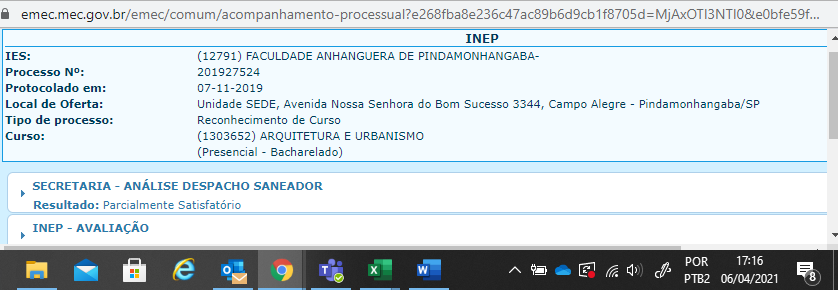 emec.mec.gov.br/emec/comum/acompanhamento-processual?e268fba8e236c47ac89b6d9cb1f8705d=MjAxOTI3NTI0&e0bfe59f...
INEP
IES: (12791) FACULDADE ANHANGUERA DE PINDAMONHANGABA-
Processo Nº: 201927524
Protocolado em: 07-11-2019
Local de Oferta: Unidade SEDE, Avenida Nossa Senhora do Bom Sucesso 3344, Campo Alegre - Pindamonhangaba/SP
Tipo de processo: Reconhecimento de Curso
Curso: (1303652) ARQUITETURA E URBANISMO
(Presencial - Bacharelado)
SECRETARIA - ANÁLISE DESPACHO SANEADOR
Resultado: Parcialmente Satisfatório
INEP - AVALIAÇÃO
POR 17:16
PTB2 06/04/2021 8